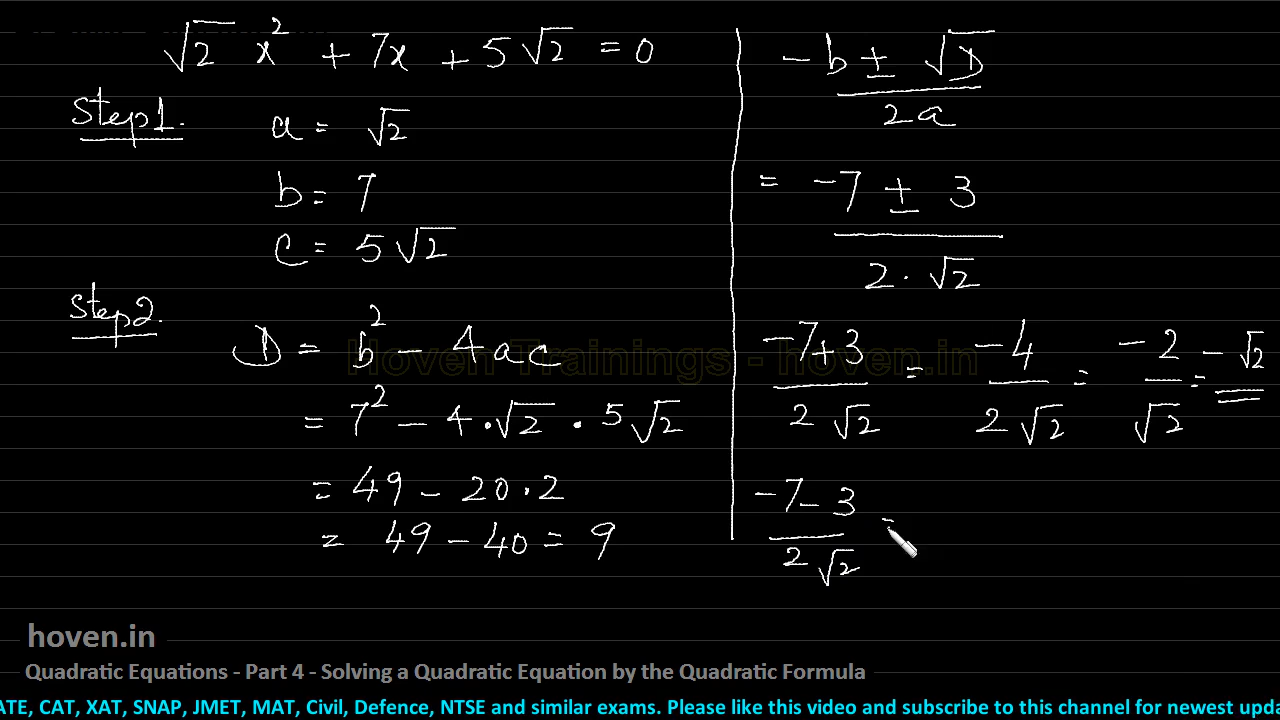 √2 x² + 7x + 5√2 = 0
Step1.
a = √2
b = 7
c = 5√2
Step2.
D = b² - 4ac
= 7² - 4 · √2 · 5√2
= 49 - 20 · 2
= 49 - 40 = 9
-b ± √D / 2a
= -7 ± 3 / 2 · √2
-7+3 / 2√2 = -4 / 2√2 = -2 / √2 = -√2
-7-3 / 2√2 =
Hoven Trainings - hoven.in
hoven.in
Quadratic Equations - Part 4 - Solving a Quadratic Equation by the Quadratic Formula
ATE, CAT, XAT, SNAP, JMET, MAT, Civil, Defence, NTSE and similar exams. Please like this video and subscribe to this channel for newest upda